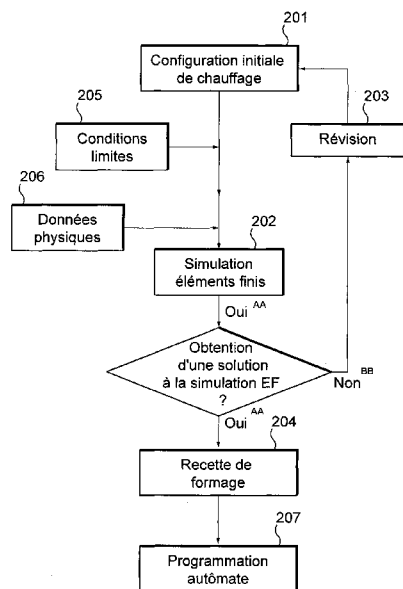 201
Configuration initiale
de chauffage
205
Conditions
limites
203
Révision
206
Données
physiques
202
Simulation
éléments finis
Oui AA
Obtention
d'une solution
à la simulation EF
?
Non BB
Oui AA
204
Recette de
formage
207
Programmation
autômate